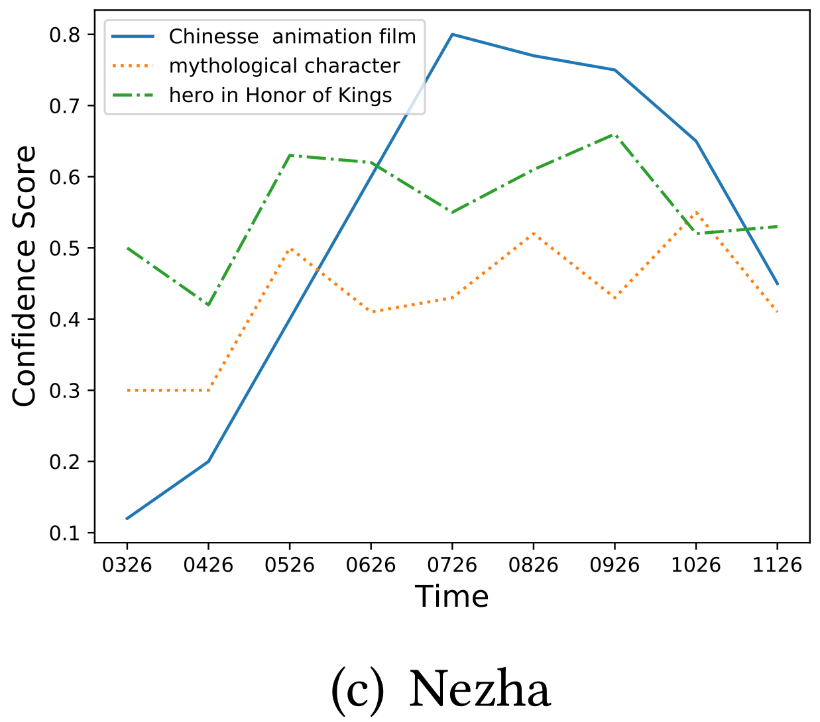 Chinesse animation film
mythological character
hero in Honor of Kings
Confidence Score
0.8
0.7
0.6
0.5
0.4
0.3
0.2
0.1
0326 0426 0526 0626 0726 0826 0926 1026 1126
Time
(c) Nezha